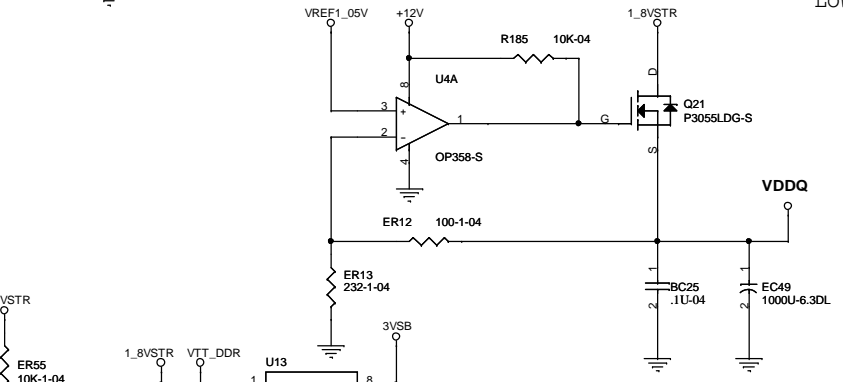 LOW
VREF1_05V
+12V
1_8VSTR
R185 10K-04
8
U4A
D
3
+
1
G
Q21
P3055LDG-S
2
-
4
OP358-S
S
VDDQ
ER12 100-1-04
ER13
232-1-04
1
BC25
.1U-04
2
1
EC49
1000U-6.3DL
2
VSTR
3VSB
1_8VSTR
VTT_DDR
U13
ER55
10K-1-04
1
8